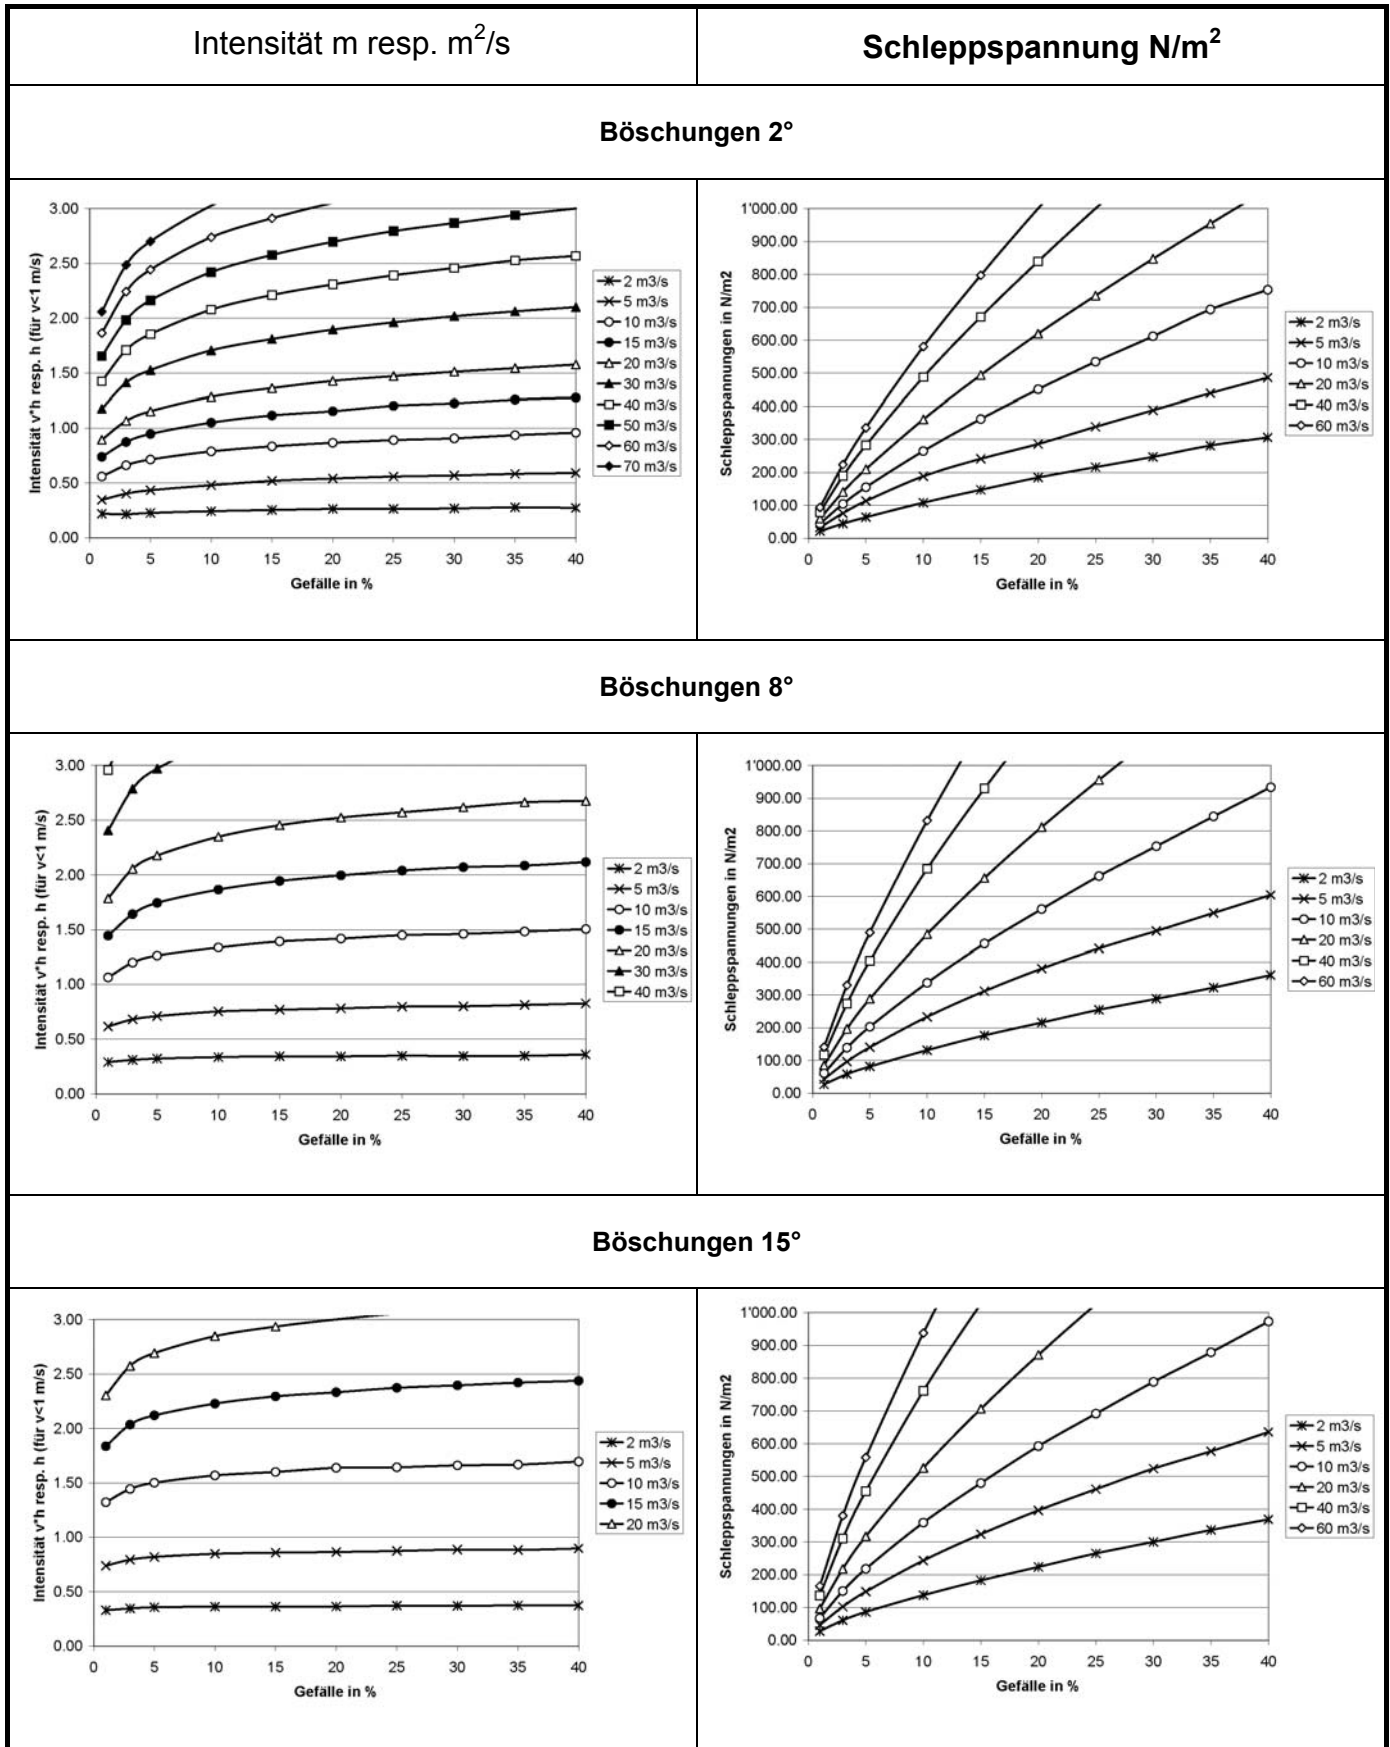 Intensität m resp. m²/s
Schleppspannung N/m²
Böschungen 2°
Intensität v*h resp. h (für v<1 m/s)
3.00
2.50
2.00
1.50
1.00
0.50
0.00
0 5 10 15 20 25 30 35 40
Gefälle in %
2 m3/s
5 m3/s
10 m3/s
15 m3/s
20 m3/s
30 m3/s
40 m3/s
50 m3/s
60 m3/s
70 m3/s
Schleppspannungen in N/m2
1'000.00
900.00
800.00
700.00
600.00
500.00
400.00
300.00
200.00
100.00
0.00
0 5 10 15 20 25 30 35 40
Gefälle in %
2 m3/s
5 m3/s
10 m3/s
20 m3/s
40 m3/s
60 m3/s
Böschungen 8°
Intensität v*h resp. h (für v<1 m/s)
3.00
2.50
2.00
1.50
1.00
0.50
0.00
0 5 10 15 20 25 30 35 40
Gefälle in %
2 m3/s
5 m3/s
10 m3/s
15 m3/s
20 m3/s
30 m3/s
40 m3/s
Schleppspannungen in N/m2
1'000.00
900.00
800.00
700.00
600.00
500.00
400.00
300.00
200.00
100.00
0.00
0 5 10 15 20 25 30 35 40
Gefälle in %
2 m3/s
5 m3/s
10 m3/s
20 m3/s
40 m3/s
60 m3/s
Böschungen 15°
Intensität v*h resp. h (für v<1 m/s)
3.00
2.50
2.00
1.50
1.00
0.50
0.00
0 5 10 15 20 25 30 35 40
Gefälle in %
2 m3/s
5 m3/s
10 m3/s
15 m3/s
20 m3/s
Schleppspannungen in N/m2
1'000.00
900.00
800.00
700.00
600.00
500.00
400.00
300.00
200.00
100.00
0.00
0 5 10 15 20 25 30 35 40
Gefälle in %
2 m3/s
5 m3/s
10 m3/s
20 m3/s
40 m3/s
60 m3/s